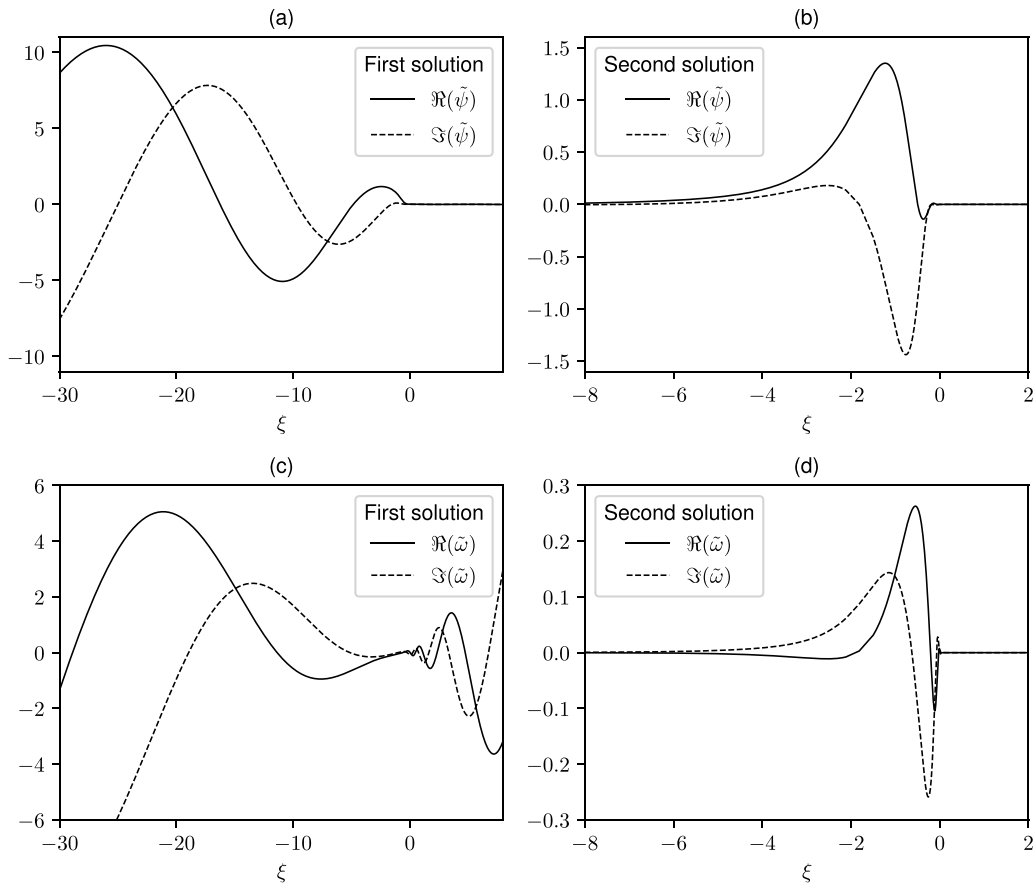 (a)
10
5
0
−5
−10
−30
−20
−10
0
ξ
First solution
ℜ(ψ̃)
ℑ(ψ̃)
(b)
1.5
1.0
0.5
0.0
−0.5
−1.0
−1.5
−8
−6
−4
−2
0
2
ξ
Second solution
ℜ(ψ̃)
ℑ(ψ̃)
(c)
6
4
2
0
−2
−4
−6
−30
−20
−10
0
ξ
First solution
ℜ(ω̃)
ℑ(ω̃)
(d)
0.3
0.2
0.1
0.0
−0.1
−0.2
−0.3
−8
−6
−4
−2
0
2
ξ
Second solution
ℜ(ω̃)
ℑ(ω̃)